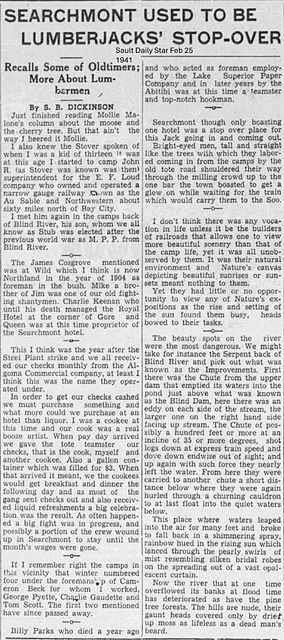 SEARCHMONT USED TO BE
LUMBERJACKS' STOP-OVER
Sault Daily Star Feb 25
1941
Recalls Some of Oldtimers;
More About Lum-
bermen
By S. B. DICKINSON
Just finished reading Mollie Ma-
lone's column about the moose and
the cherry tree. But that ain't the
way I heered it Mollie.
I also knew the Stover spoken of
when I was a kid of thirteen it was
at this age I started to camp John
R. (as Stover was known was then)
superintendent for the E. F. Loud
company who owned and operated a
narrow gauge railway known as the
Au Sable and Northwestern about
sixty miles north of Bay City.
I met him again in the camps back
of Blind River, his son, whom we all
know as Stub was elected after the
previous world war as M. P. P. from
Blind River.
The James Cosgrove mentioned
was at Wild which I think is now
Northland in the year of 1904 as
foreman in the bush. Mike a bro-
ther of Jim was one of our old fight-
ing shantymen. Charlie Keenan who
until his death managed the Royal
Hotel at the corner of Gore and
Queen was at this time proprietor of
the Searchmont hotel.
This I think was the year after the
Steel Plant strike and we all receiv-
ed our checks monthly from the Al-
goma Commercial company, at least I
think this was the name they oper-
ated under.
In order to get our checks cashed
we must purchase something and
what more could we purchase at an
hotel than liquor. I was a cookee at
this time and our cook was a real
booze artist. When pay day arrived
we gave the tote teamster our
checks, that is the cook, myself and
another cookee. Also a gallon con-
tainer which was filled for $3. When
that arrived it meant, we the cookees
would get breakfast and dinner the
following day and as most of the
gang sent checks out and also receiv-
ed liquid refreshments a big celebra-
tion was the result. As often happen-
ed a big fight was in progress, and
possibly a portion of the crew wound
up in Searchmont to stay until the
month's wages were gone.
If I remember right the camps in
this vicinity that winter numbered
four under the foremanship of Cam-
eron Beck for whom I worked,
George Pyette, Chaglie Gaudette and
Tom Scott. The first two mentioned
have since passed away.
Billy Parks who died a year ago
and who acted as foreman employ-
ed by the Lake Superior Paper
Company and in later years by the
Abitibi was at this time a teamster
and top-notch hookman.
Searchmont though only boasting
one hotel was a stop over place for
this Jack going in and coming out.
Bright-eyed men, tall and straight
like the trees with which they labor-
ed coming in from the camps by the
old tote road shouldered their way
through the milling crowd up to the
one bar the town boasted to get a
glow on while waiting for the train
which would carry them to the Soo.
I don't think there was any voca-
tion in life unless it be the builders
of railroads that allows one to view
more beautiful scenery than that of
the camp life, yet it was all unob-
served by them. It was their natural
environment and Nature's canvas
depicting beautiful sunrises or sun-
sets meant nothing to them.
Yet they had little or no oppor-
tunity to view any of Nature's ex-
positions as the rise and setting of
the sun found them busy, heads
bowed to their tasks.
The beauty spots on the river
were the most dangerous. We might
take for instance the Serpent back of
Blind River and pick out what was
known as the Improvements. First
there was the Chute from the upper
dam that emptied its waters into the
pond just above what was known
as the Blind Dam, here there was an
eddy on each side of the stream, the
larger one on the right hand side
facing up stream. The Chute of pos-
sibly a hundred feet or more at an
incline of 35 or more degrees, shot
logs down at express train speed and
dove down endwise out of sight; and
up again with such force they nearly
left the water. From here they were
carried to another chute a short dis-
tance below where they were again
hurled through a churning cauldron
to at last float into the quiet waters
below.
This place where waters leaped
into the air for many feet and broke
to fall back in a shimmering spray,
rainbow hued in the rising sun which
lanced through the pearly swirls of
mist resembling silken bridal robes
on the spreading out of a vast opal-
escent curtain.
Now the river that at one time
overflowed its banks at flood time
has deteriorated as have the pine
tree forests. The hills are nude, their
gaunt heads covered only by dried
up moss as lifeless as a dead man's
beard.